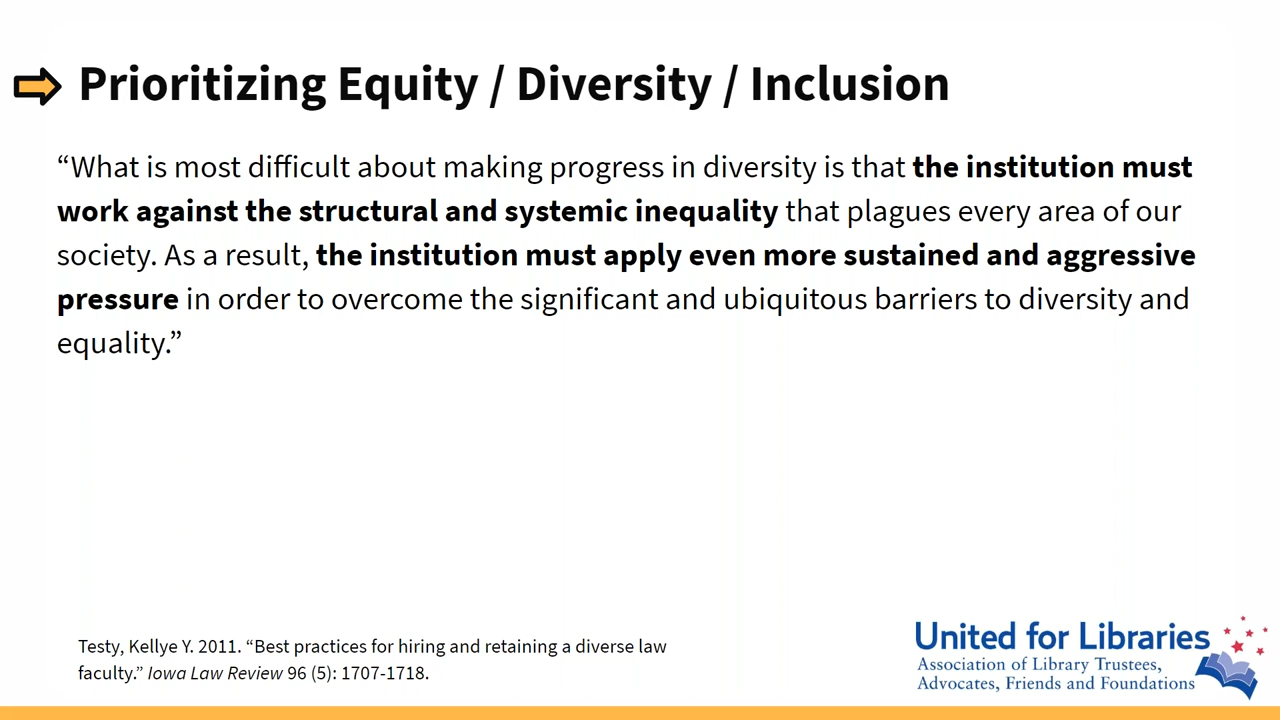 Prioritizing Equity / Diversity / Inclusion
“What is most difficult about making progress in diversity is that the institution must
work against the structural and systemic inequality that plagues every area of our
society. As a result, the institution must apply even more sustained and aggressive
pressure in order to overcome the significant and ubiquitous barriers to diversity and
equality.”
Testy, Kellye Y. 2011. “Best practices for hiring and retaining a diverse law
faculty.” Iowa Law Review 96 (5): 1707-1718.
United for Libraries
Association of Library Trustees,
Advocates, Friends and Foundations